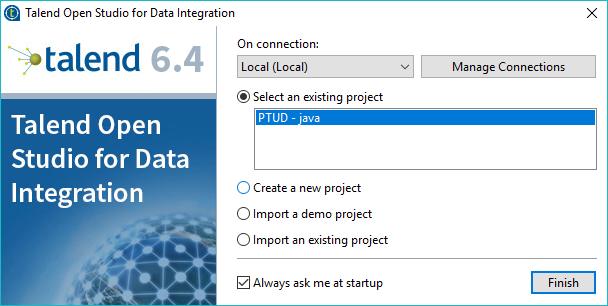 Talend Open Studio for Data Integration
talend 6.4
Talend Open
Studio for Data
Integration
On connection:
Local (Local)
Manage Connections
Select an existing project
PTUD - java
Create a new project
Import a demo project
Import an existing project
Always ask me at startup
Finish